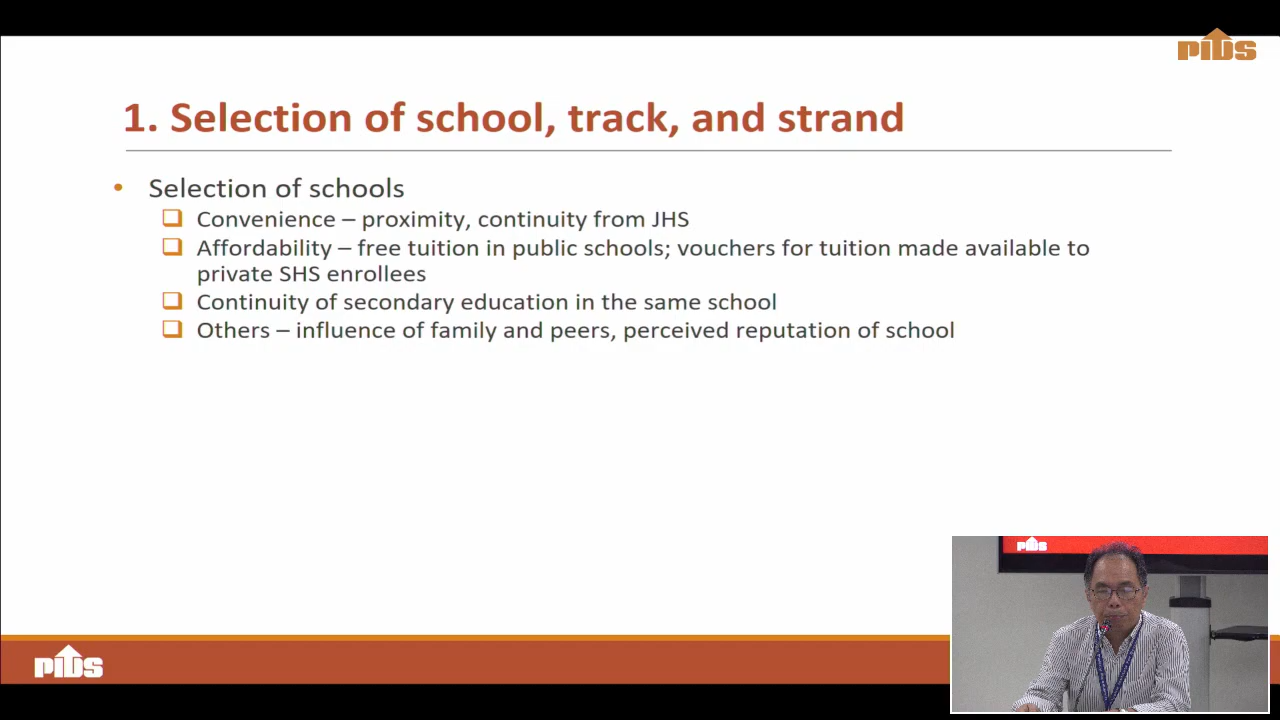 PIDS
1. Selection of school, track, and strand
• Selection of schools
❑ Convenience – proximity, continuity from JHS
❑ Affordability – free tuition in public schools; vouchers for tuition made available to
private SHS enrollees
❑ Continuity of secondary education in the same school
❑ Others – influence of family and peers, perceived reputation of school
PIDS
PIDS